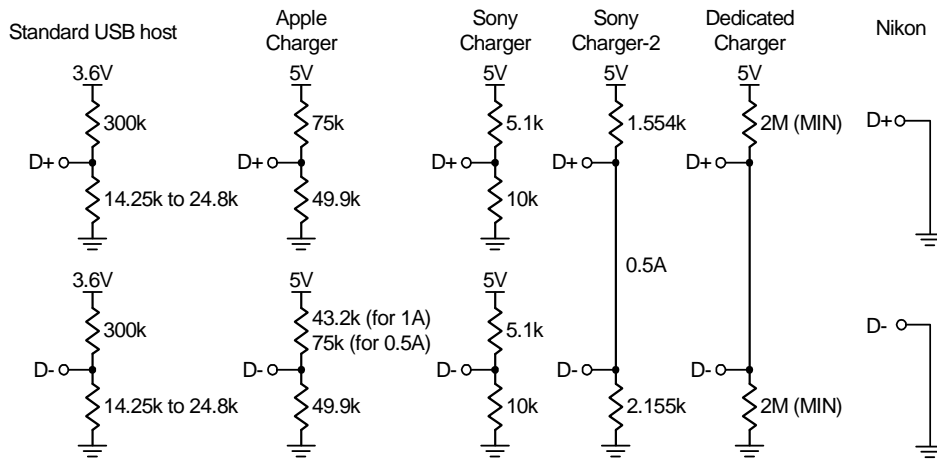 Standard USB host
Apple
Charger
Sony
Charger
Sony
Charger-2
Dedicated
Charger
Nikon
3.6V
5V
5V
5V
5V
300k
75k
5.1k
1.554k
2M (MIN)
D+
D+
D+
D+
D+
D+
14.25k to 24.8k
49.9k
10k
0.5A
3.6V
5V
5V
300k
43.2k (for 1A)
75k (for 0.5A)
5.1k
D-
D-
D-
D-
D-
D-
14.25k to 24.8k
49.9k
10k
2.155k
2M (MIN)